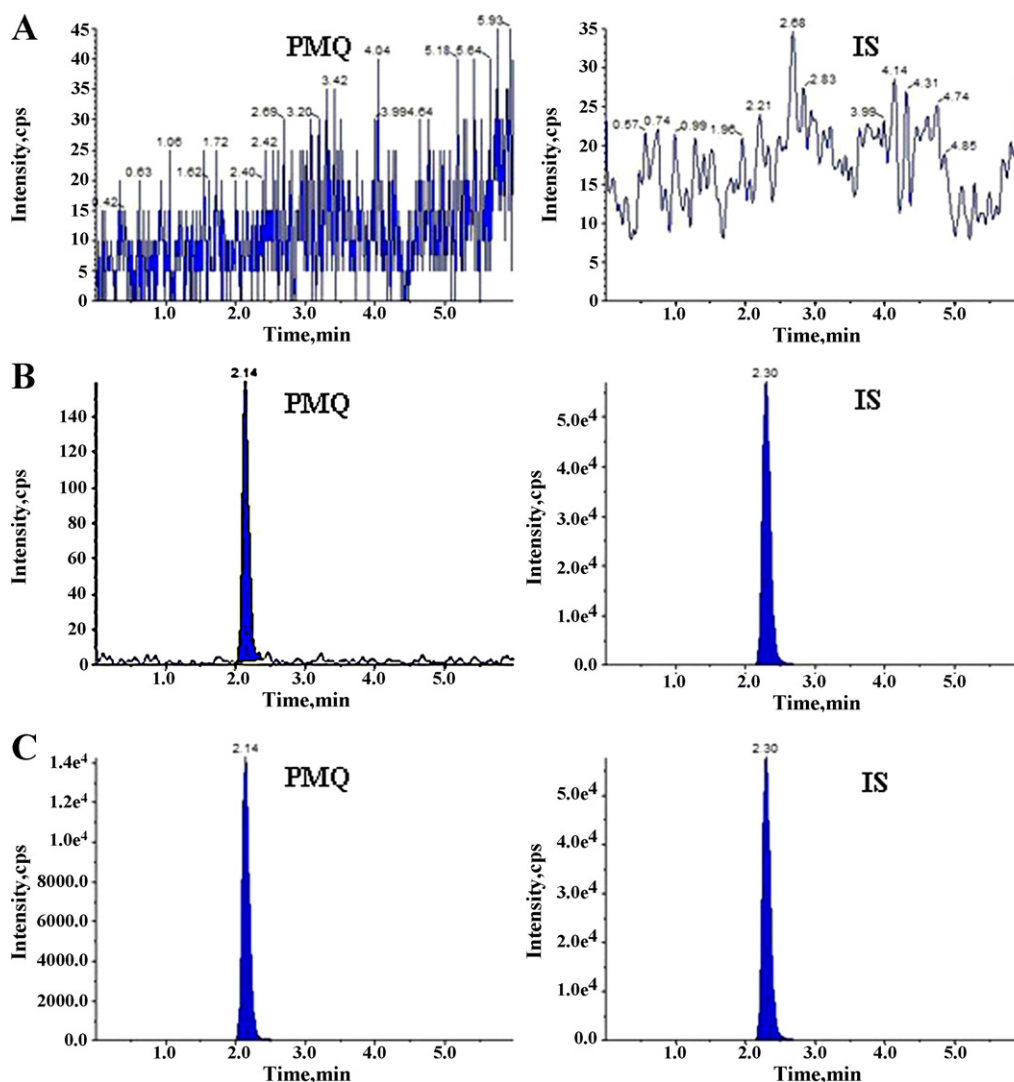 A
PMQ
Intensity,cps
45
40
35
30
25
20
15
10
5
0
0.42
0.63
1.06
1.62
1.72
2.40
2.42
2.69
3.20
3.42
4.04
3.99
4.64
5.18
5.64
5.93
1.0 2.0 3.0 4.0 5.0
Time,min
IS
Intensity,cps
35
30
25
20
15
10
5
0
0.57
0.74
0.99
1.96
2.21
2.68
2.83
3.99
4.14
4.31
4.74
4.85
1.0 2.0 3.0 4.0 5.0
Time,min
B
PMQ
2.14
Intensity,cps
140
120
100
80
60
40
20
0
1.0 2.0 3.0 4.0 5.0
Time,min
IS
2.30
Intensity,cps
5.0e4
4.0e4
3.0e4
2.0e4
1.0e4
0.0
1.0 2.0 3.0 4.0 5.0
Time,min
C
PMQ
2.14
Intensity,cps
1.4e4
1.2e4
1.0e4
8000.0
6000.0
4000.0
2000.0
0.0
1.0 2.0 3.0 4.0 5.0
Time,min
IS
2.30
Intensity,cps
5.0e4
4.0e4
3.0e4
2.0e4
1.0e4
0.0
1.0 2.0 3.0 4.0 5.0
Time,min